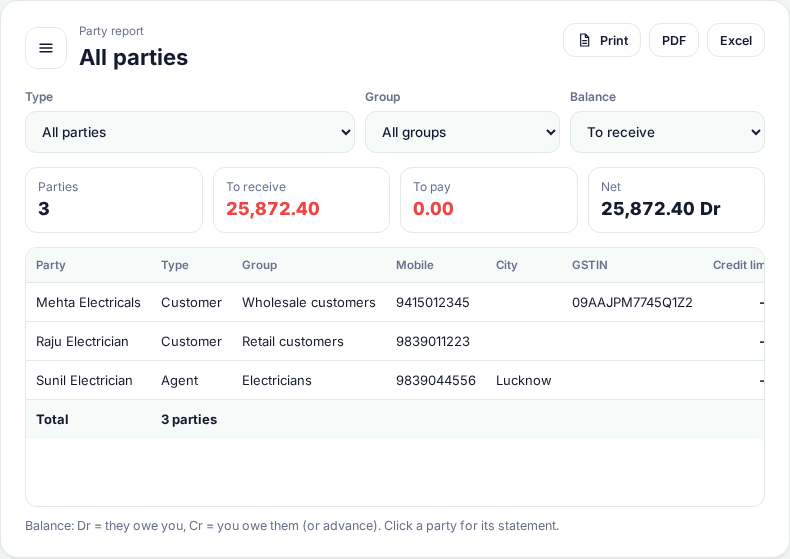 Party report
All parties
Print PDF Excel
Type Group Balance
All parties All groups To receive
Parties To receive To pay Net
3 25,872.40 0.00 25,872.40 Dr
Party Type Group Mobile City GSTIN Credit lim
Mehta Electricals Customer Wholesale customers 9415012345 09AAJPM7745Q1Z2 -
Raju Electrician Customer Retail customers 9839011223 -
Sunil Electrician Agent Electricians 9839044556 Lucknow -
Total 3 parties
Balance: Dr = they owe you, Cr = you owe them (or advance). Click a party for its statement.